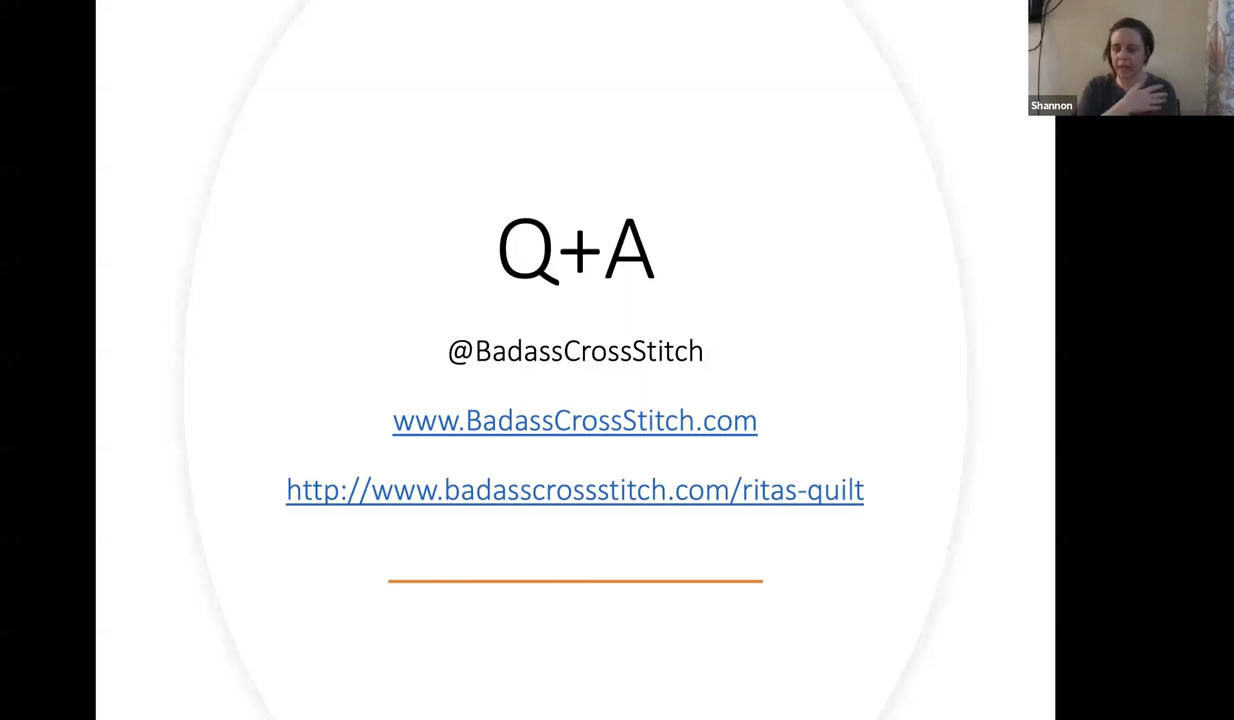 Shannon
Q+A
@BadassCrossStitch
www.BadassCrossStitch.com
http://www.badasscrossstitch.com/ritas-quilt